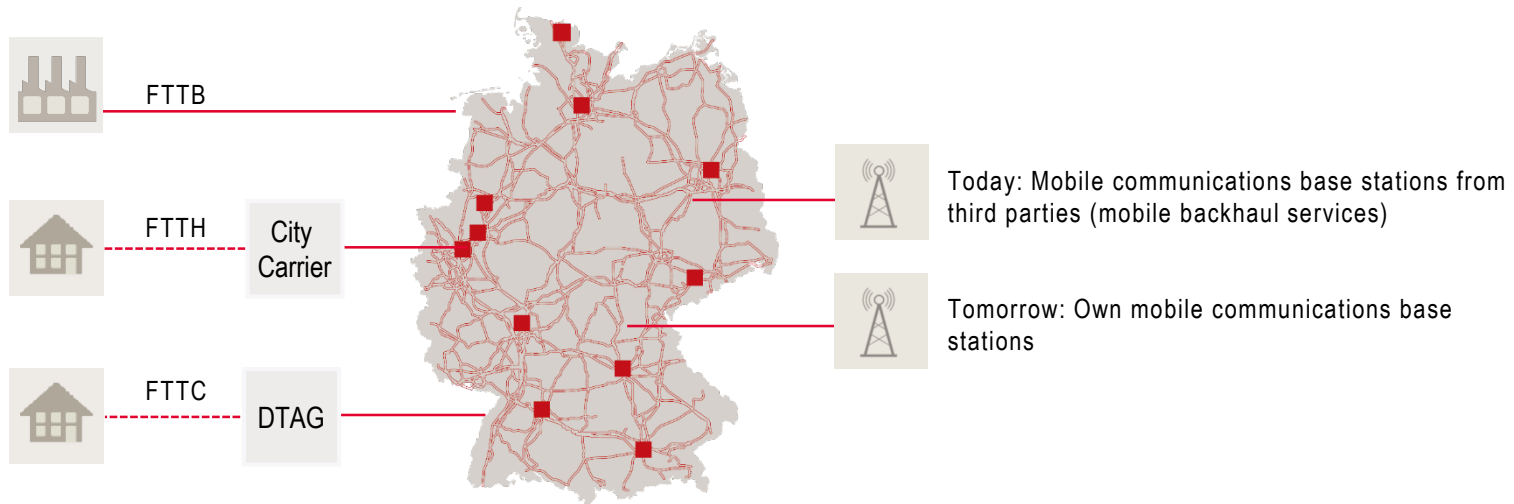 FTTB
FTTH
City
Carrier
FTTC
DTAG
Today: Mobile communications base stations from
third parties (mobile backhaul services)
Tomorrow: Own mobile communications base
stations